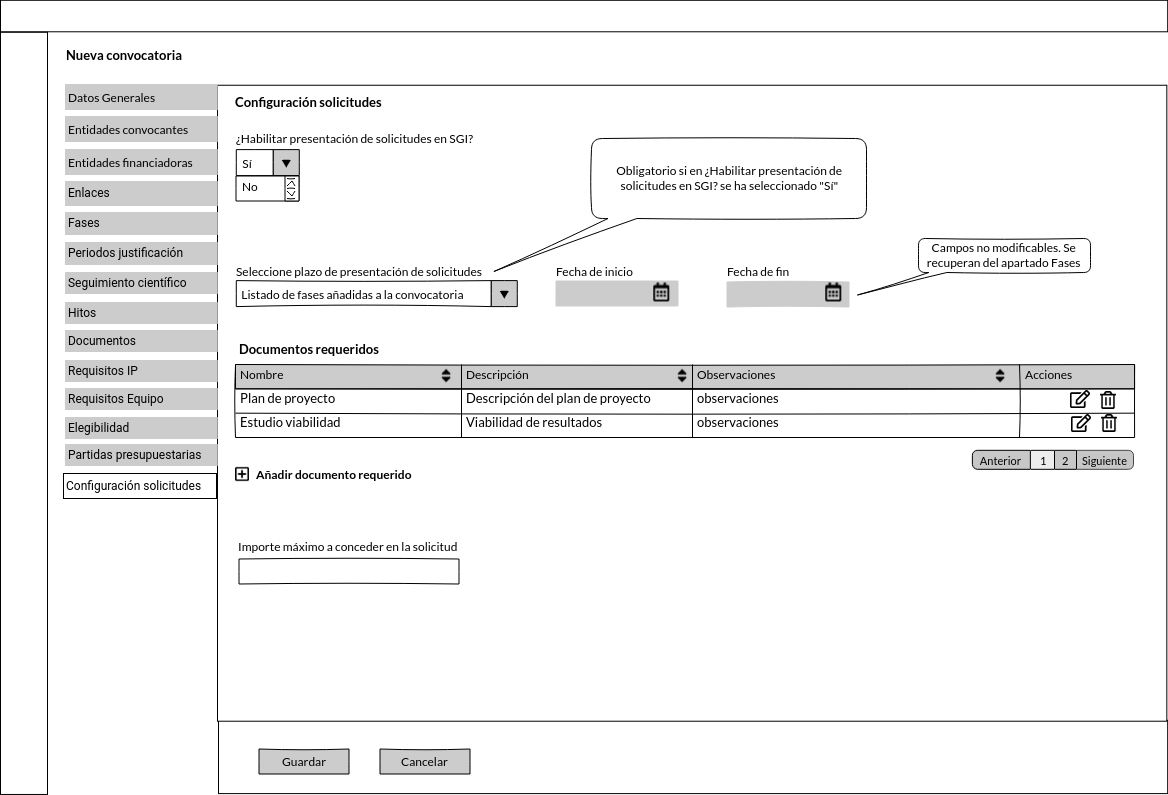 Nueva convocatoria
Datos Generales
Entidades convocantes
Entidades financiadoras
Enlaces
Fases
Periodos justificación
Seguimiento científico
Hitos
Documentos
Requisitos IP
Requisitos Equipo
Elegibilidad
Partidas presupuestarias
Configuración solicitudes
Configuración solicitudes
¿Habilitar presentación de solicitudes en SGI?
Sí
No
Obligatorio si en ¿Habilitar presentación de
solicitudes en SGI? se ha seleccionado "Sí"
Campos no modificables. Se
recuperan del apartado Fases
Seleccione plazo de presentación de solicitudes
Fecha de inicio
Fecha de fin
Listado de fases añadidas a la convocatoria
Documentos requeridos
Nombre Descripción Observaciones Acciones
Plan de proyecto Descripción del plan de proyecto observaciones
Estudio viabilidad Viabilidad de resultados observaciones
Anterior 1 2 Siguiente
Añadir documento requerido
Importe máximo a conceder en la solicitud
Guardar Cancelar